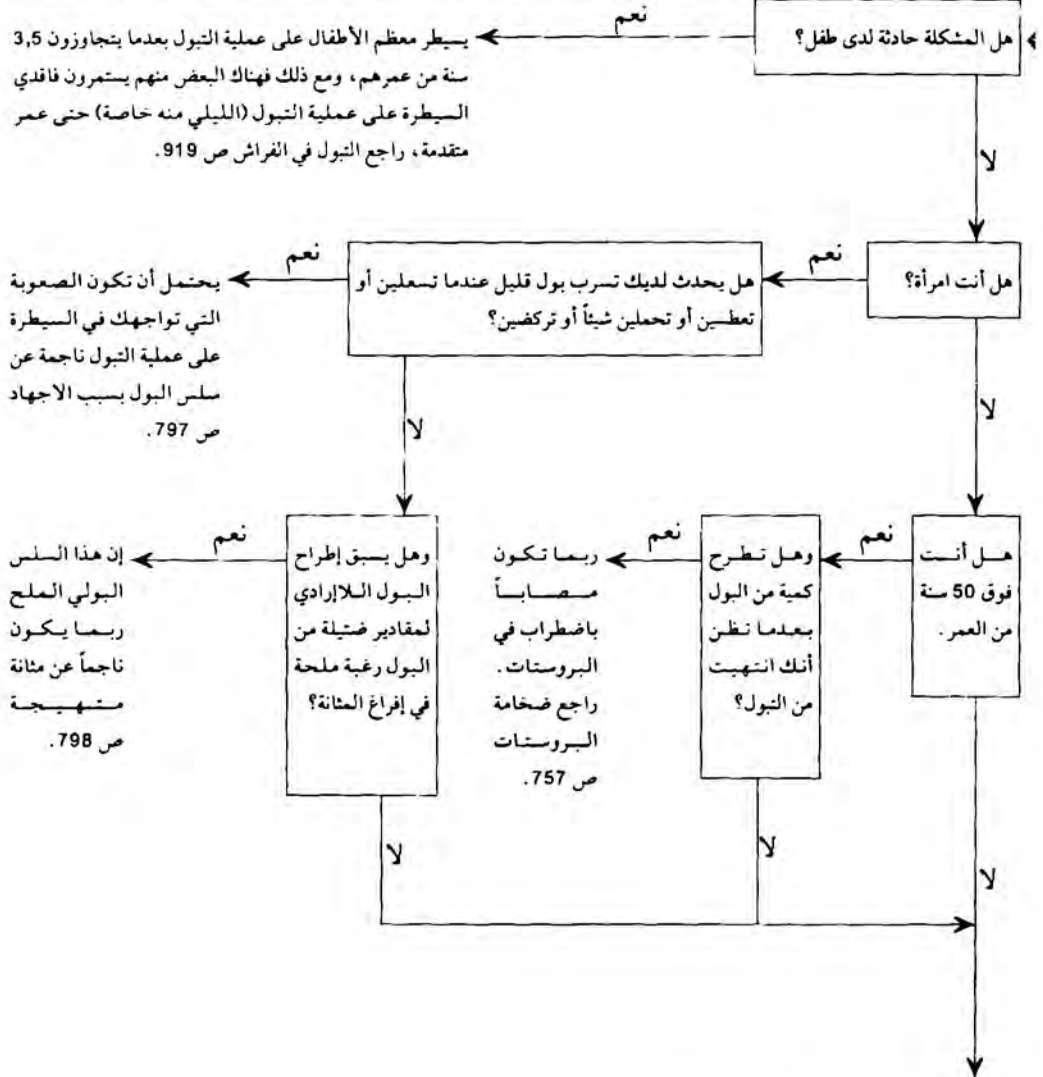 هل المشكلة حادثة لدى طفل؟
نعم
يسيطر معظم الأطفال على عملية التبول بعدما يتجاوزون 3,5
سنة من عمرهم، ومع ذلك فهناك البعض منهم يستمرون فاقدي
السيطرة على عملية التبول (الليلي منه خاصة) حتى عمر
متقدمة، راجع التبول في الفراش ص 919.
لا
هل أنت امرأة؟
نعم
هل يحدث لديك تسرب بول قليل عندما تسعلين أو
تعطسين أو تحملين شيئاً أو تركضين؟
نعم
يحتمل أن تكون الصعوبة
التي تواجهك في السيطرة
على عملية التبول ناجمة عن
سلس البول بسبب الاجهاد
ص 797.
لا
لا
هل أنت
فوق 50 سنة
من العمر.
نعم
وهل تطرح
كمية من البول
بعدما تظن
أنك انتهيت
من التبول؟
نعم
ربما تكون
مصاباً
باضطراب في
البروستات.
راجع ضخامة
البروستات
ص 757.
وهل يسبق إطراح
البول اللاإرادي
لمقادير ضئيلة من
البول رغبة ملحة
في إفراغ المثانة؟
نعم
إن هذا السلس
البولي الملح
ربما يكون
ناجماً عن مثانة
متهيجة
ص 798.
لا
لا
لا